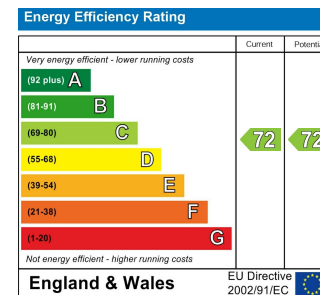 Energy Efficiency Rating
Current Potentia
Very energy efficient - lower running costs
(92 plus) A
(81-91) B
(69-80) C
72 72
(55-68) D
(39-54) E
(21-38) F
(1-20) G
Not energy efficient - higher running costs
England & Wales
EU Directive
2002/91/EC